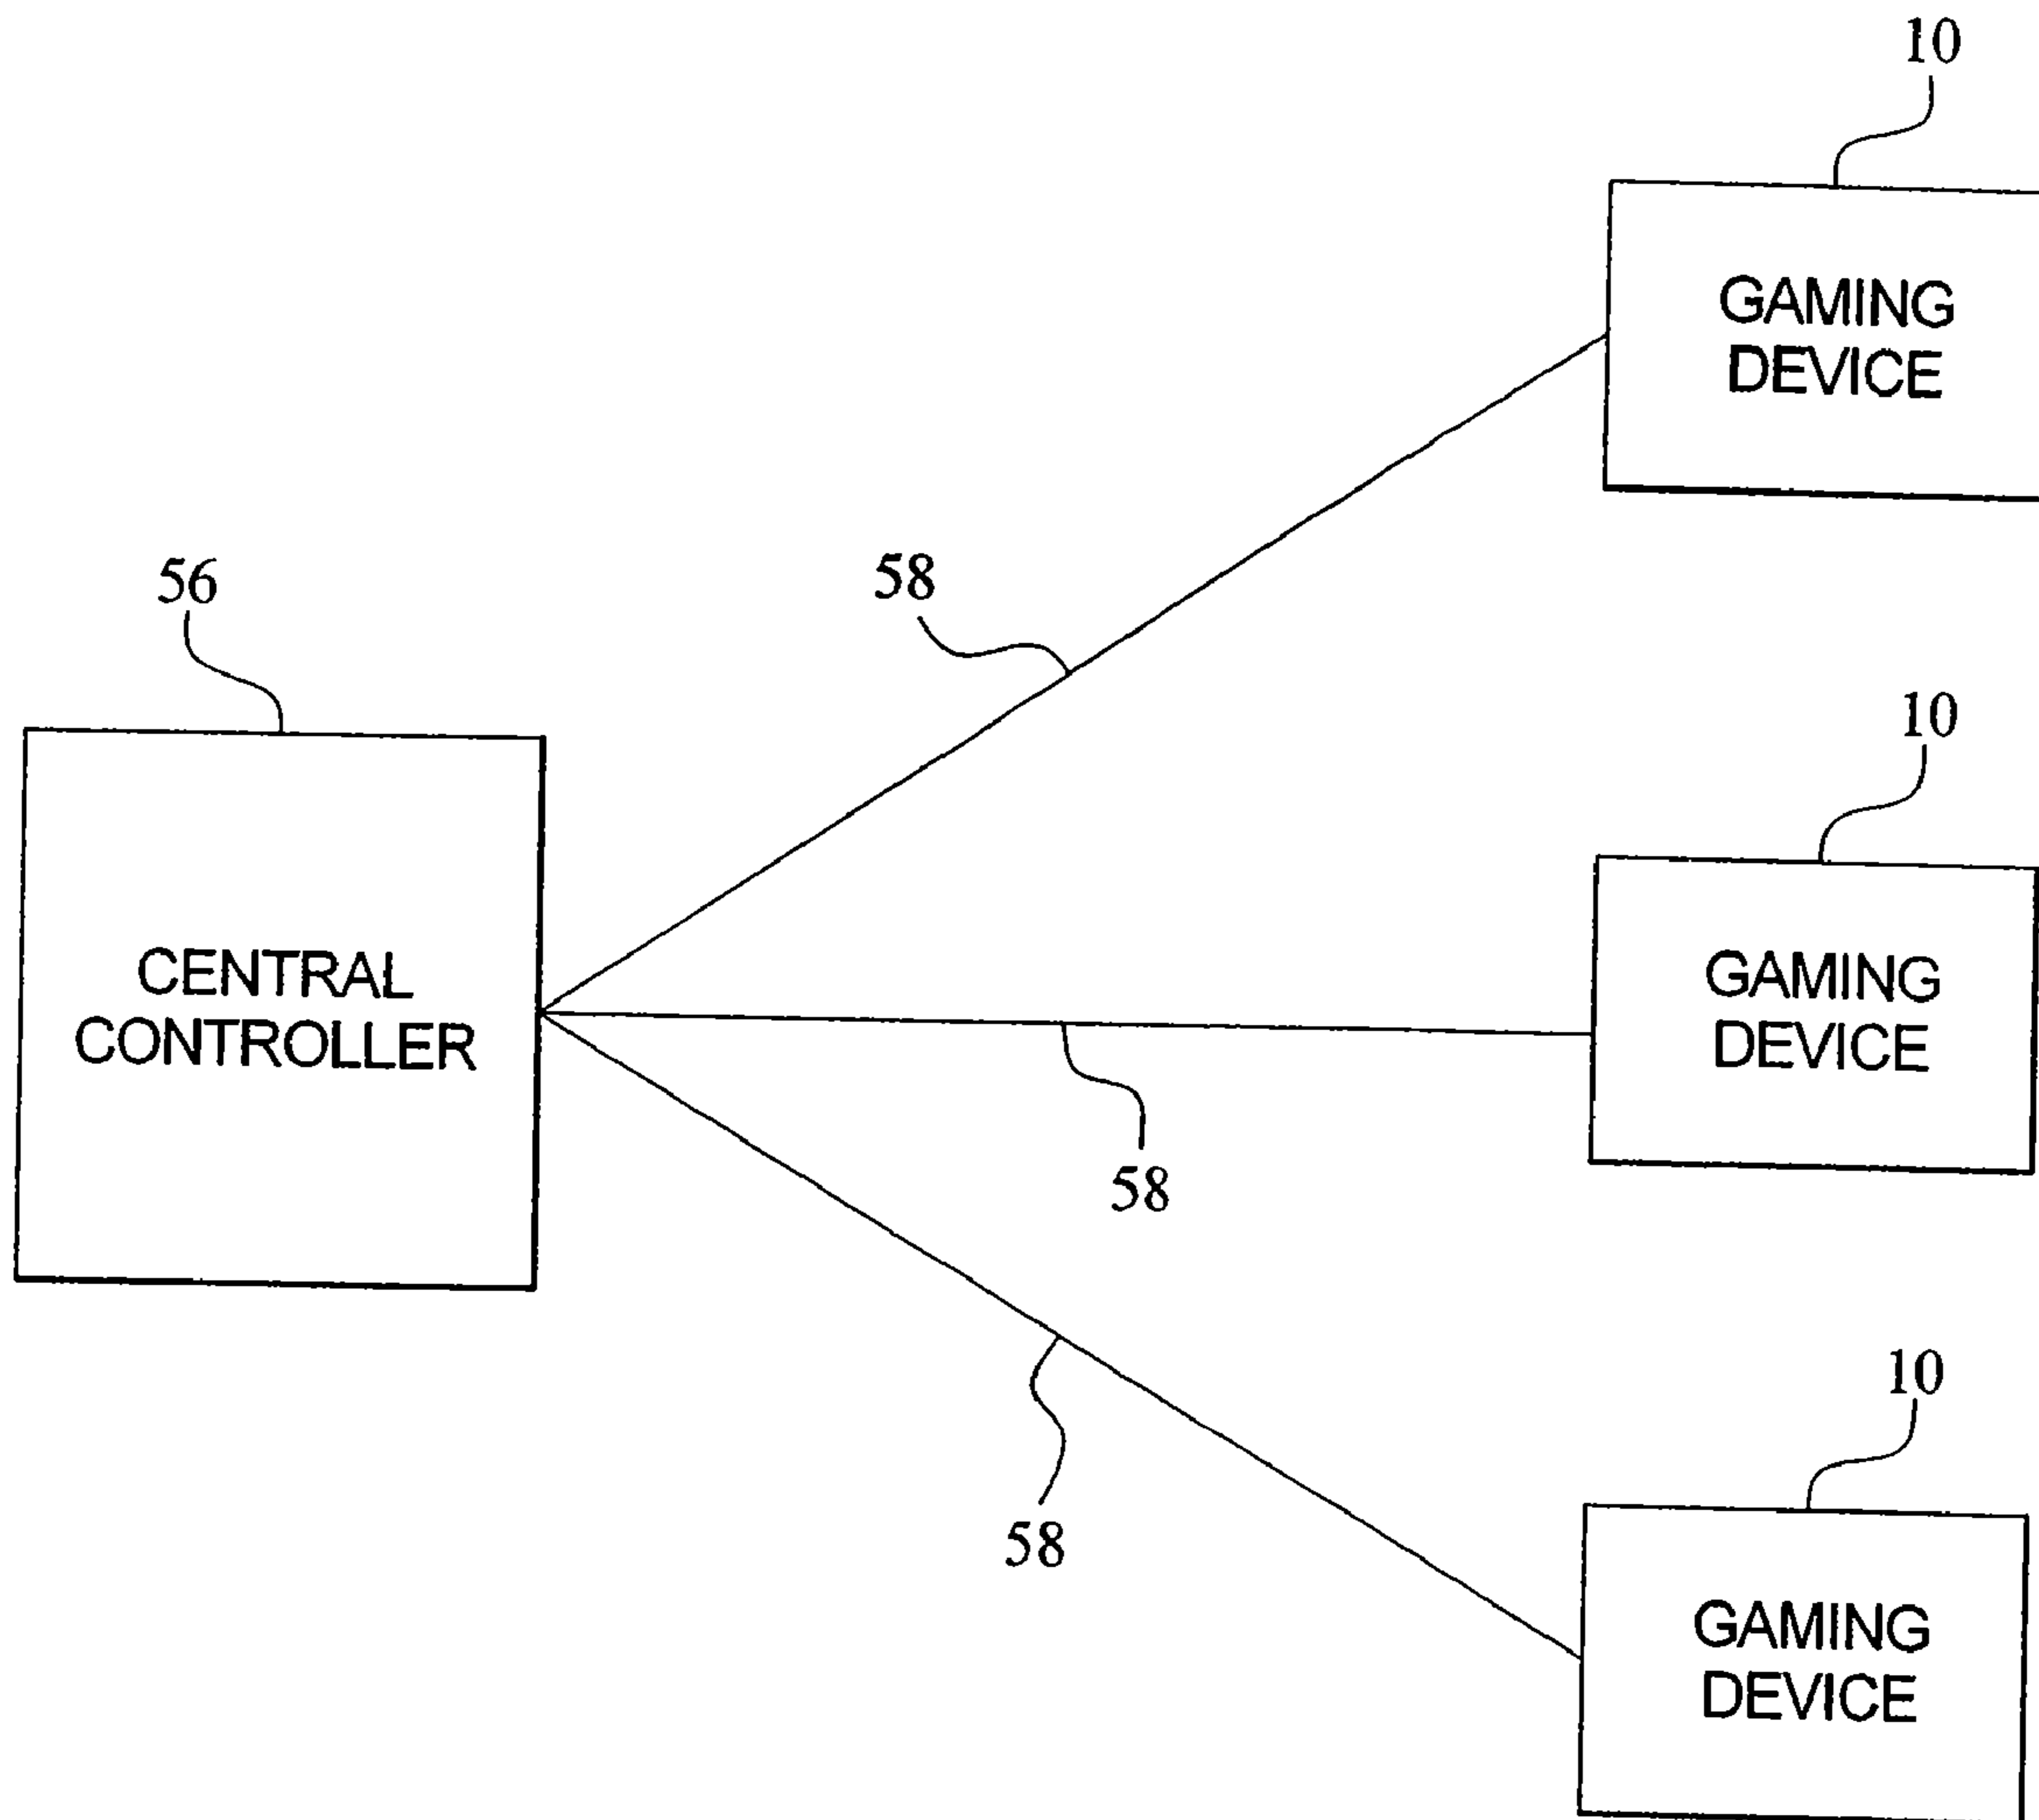 10
GAMING
DEVICE
58
56
10
CENTRAL
CONTROLLER
GAMING
DEVICE
58
10
58
GAMING
DEVICE